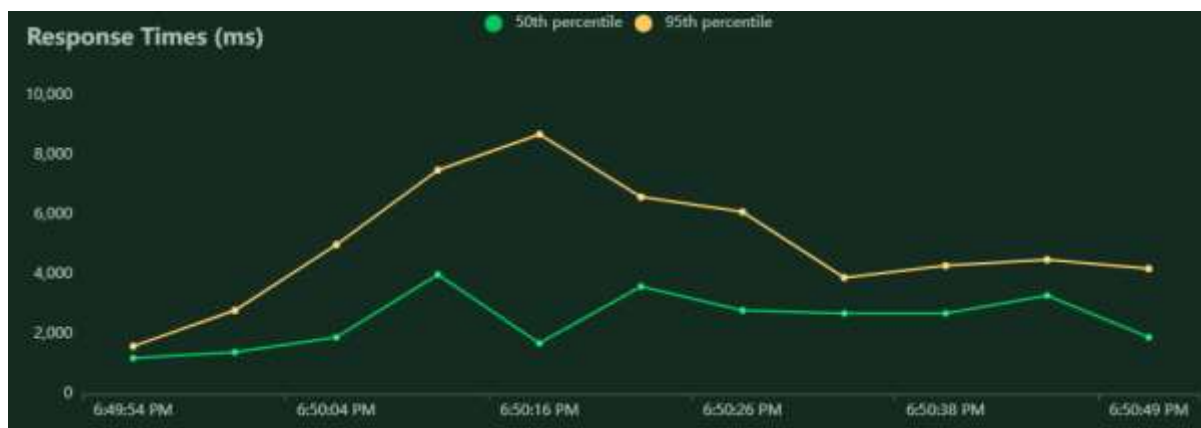 50th percentile 95th percentile
Response Times (ms)
10,000
8,000
6,000
4,000
2,000
0
6:49:54 PM 6:50:04 PM 6:50:16 PM 6:50:26 PM 6:50:38 PM 6:50:49 PM